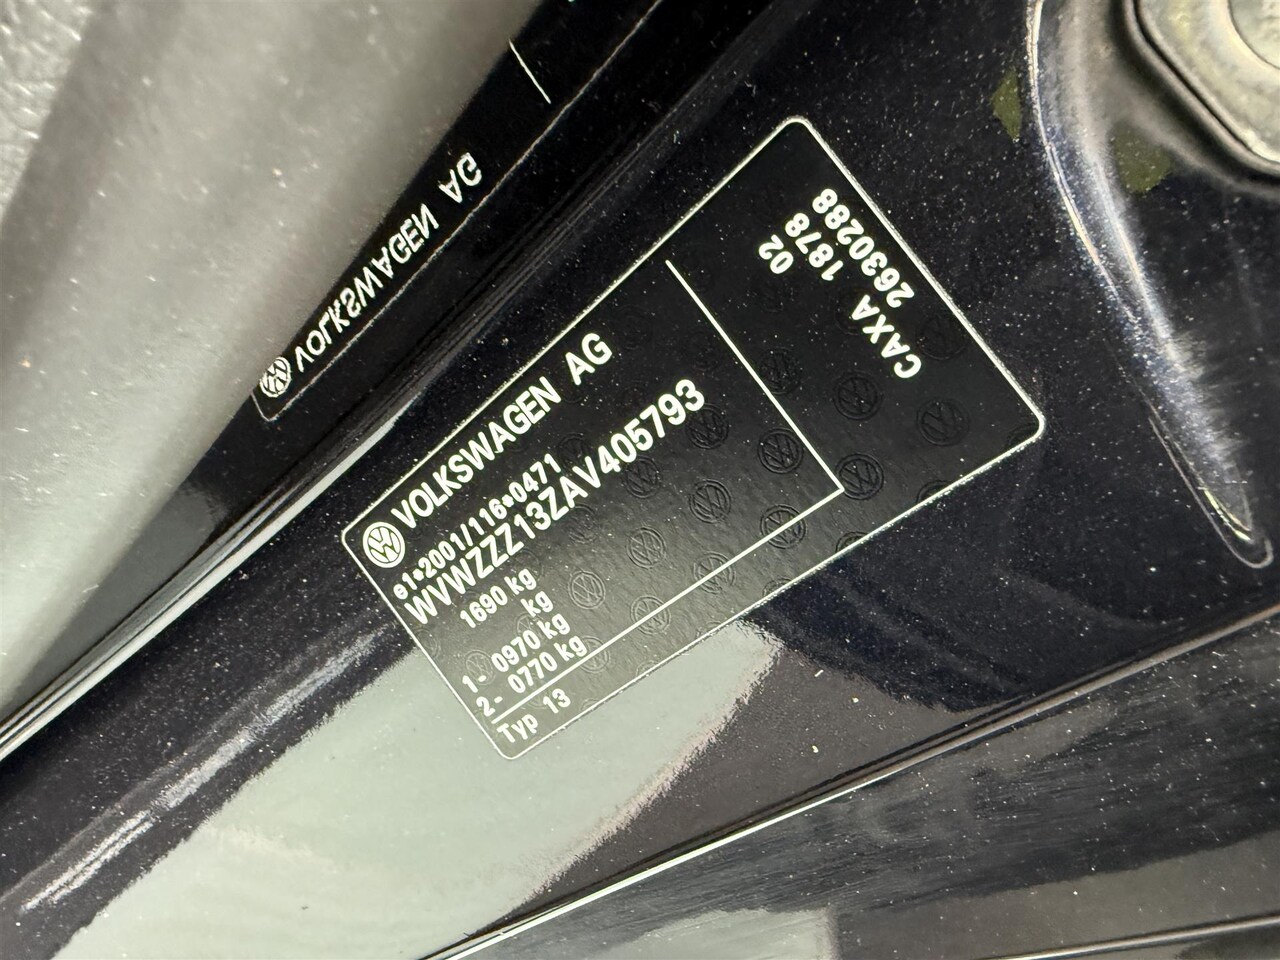 VOLKSWAGEN AG
VOLKSWAGEN AG
e1*2001/116*0471
WVWZZZ13ZAV405793
1690 kg
kg
1- 0970 kg
2- 0770 kg
Typ 13
02
1878
2630288
CAXA